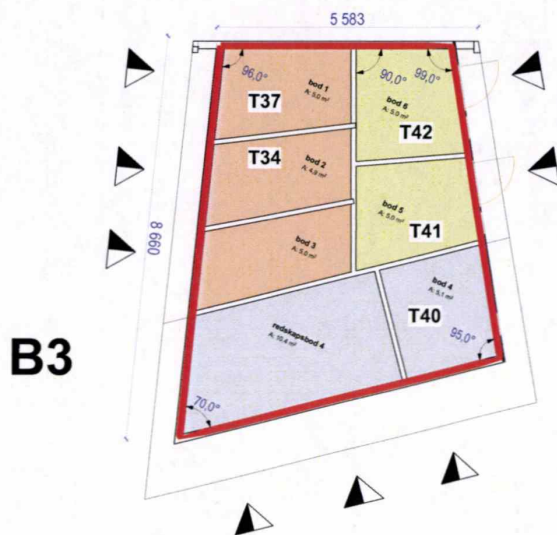 5 583
96,0°
90,0°
99,0°
bod 1
A: 5,0 m²
T37
bod 6
A: 5,0 m²
T42
T34
bod 2
A: 4,9 m²
bod 5
A: 5,0 m²
T41
8 660
bod 3
A: 5,0 m²
bod 4
A: 5,1 m²
T40
redskapsbod 4
A: 10,4 m²
95,0°
B3
70,0°